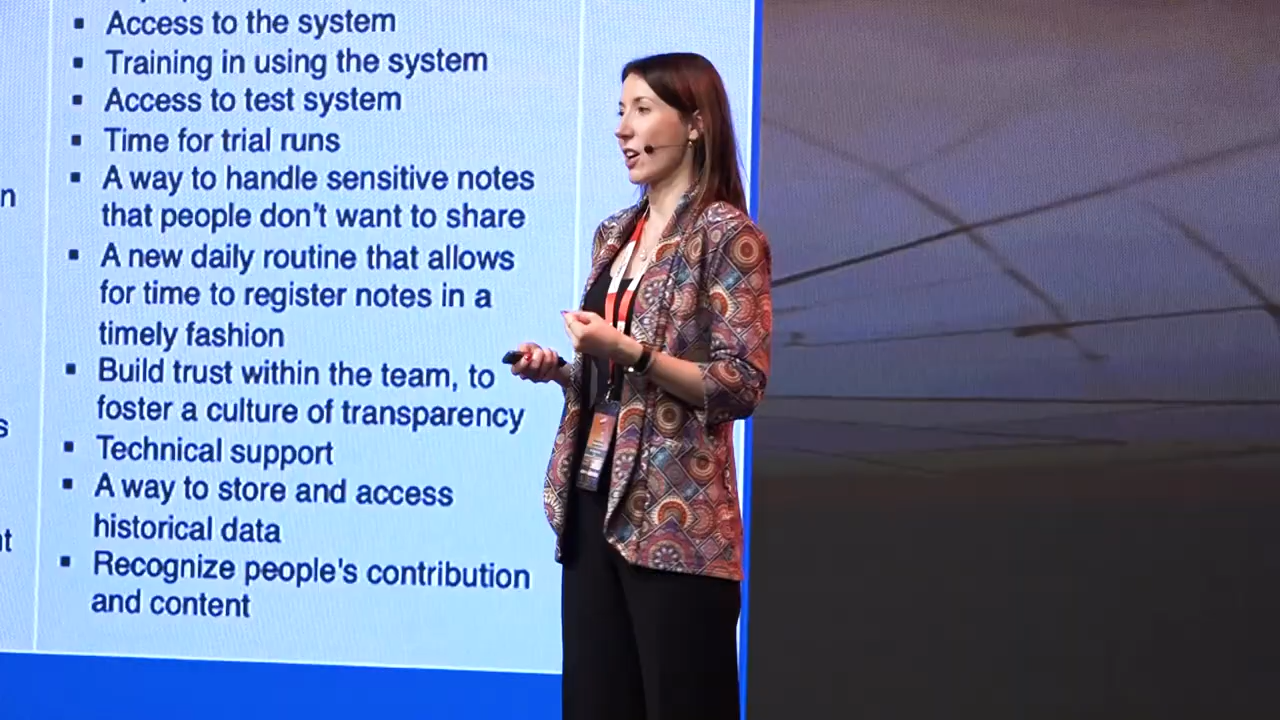 ▪ Access to the system
▪ Training in using the system
▪ Access to test system
▪ Time for trial runs
▪ A way to handle sensitive notes
that people don't want to share
▪ A new daily routine that allows
for time to register notes in a
timely fashion
▪ Build trust within the team, to
foster a culture of transparency
▪ Technical support
▪ A way to store and access
historical data
▪ Recognize people's contribution
and content